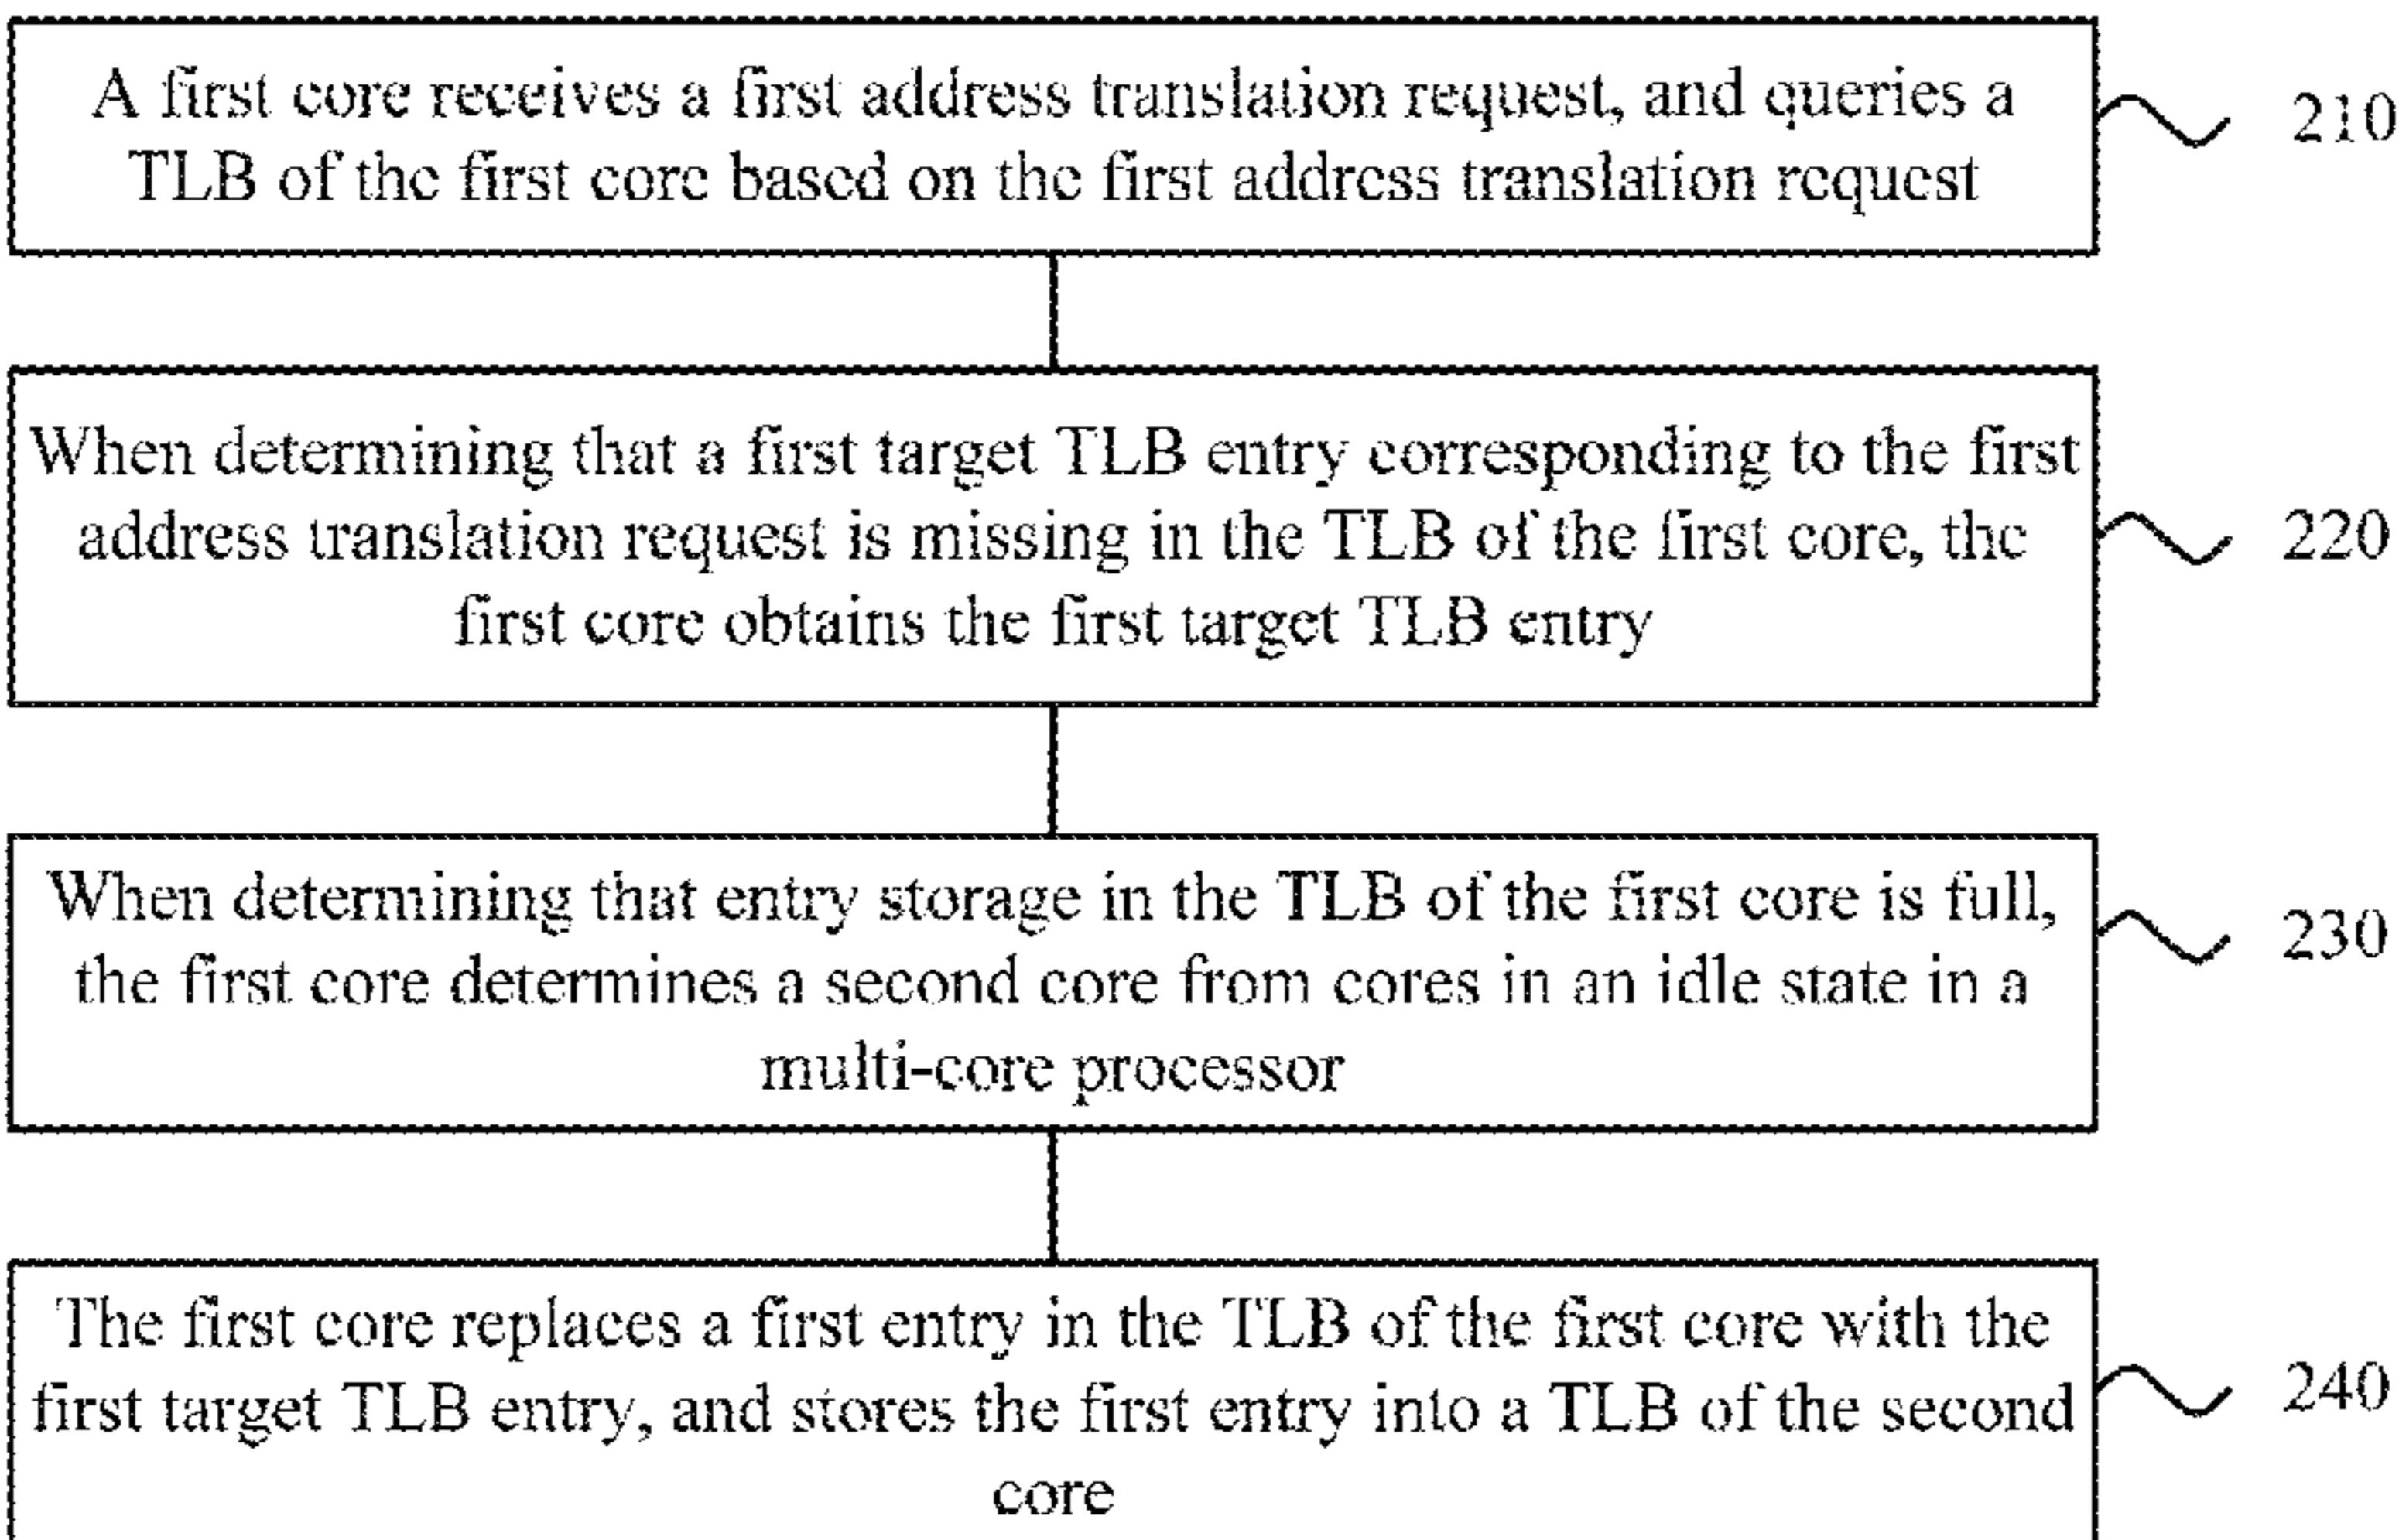 A first core receives a first address translation request, and queries a
TLB of the first core based on the first address translation request
210
When determining that a first target TLB entry corresponding to the first
address translation request is missing in the TLB of the first core, the
first core obtains the first target TLB entry
220
When determining that entry storage in the TLB of the first core is full,
the first core determines a second core from cores in an idle state in a
multi-core processor
230
The first core replaces a first entry in the TLB of the first core with the
first target TLB entry, and stores the first entry into a TLB of the second
core
240